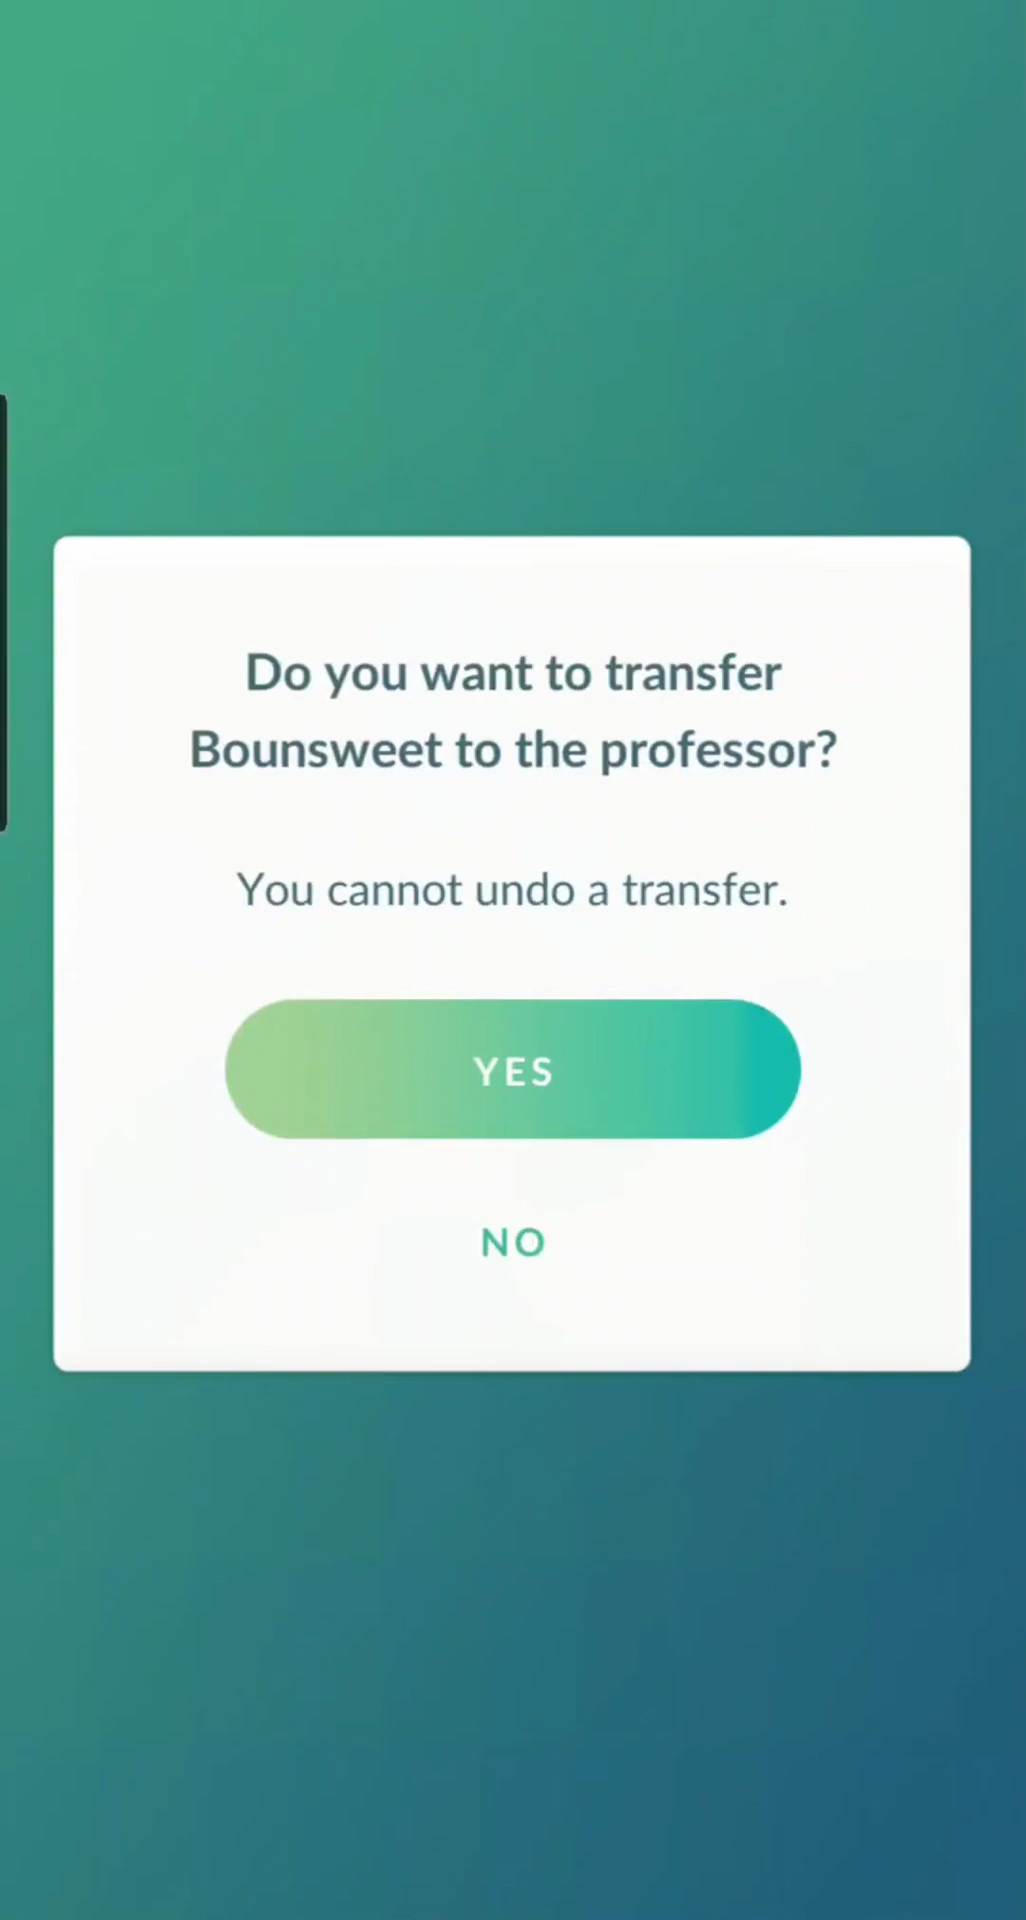 Do you want to transfer
Bounsweet to the professor?
You cannot undo a transfer.
YES
NO